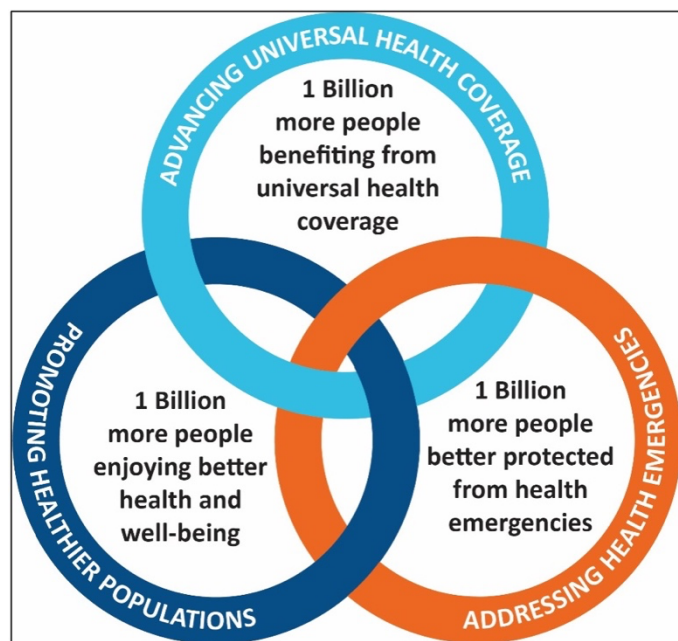 ADVANCING UNIVERSAL HEALTH COVERAGE
1 Billion
more people
benefiting from
universal health
coverage
PROMOTING HEALTHIER POPULATIONS
1 Billion
more people
enjoying better
health and
well-being
ADDRESSING HEALTH EMERGENCIES
1 Billion
more people
better protected
from health
emergencies